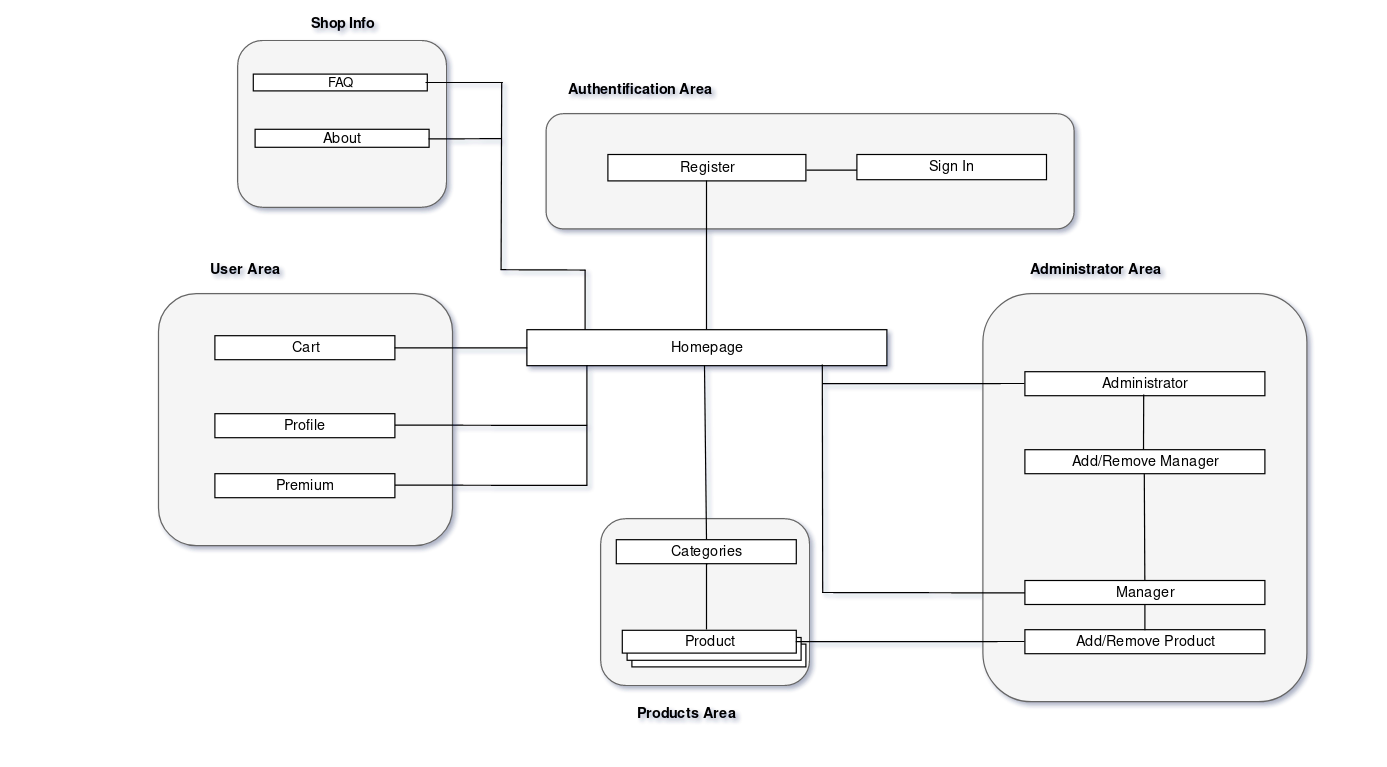 Shop Info
FAQ
About
Authentification Area
Register
Sign In
User Area
Cart
Profile
Premium
Homepage
Administrator Area
Administrator
Add/Remove Manager
Manager
Add/Remove Product
Categories
Product
Products Area